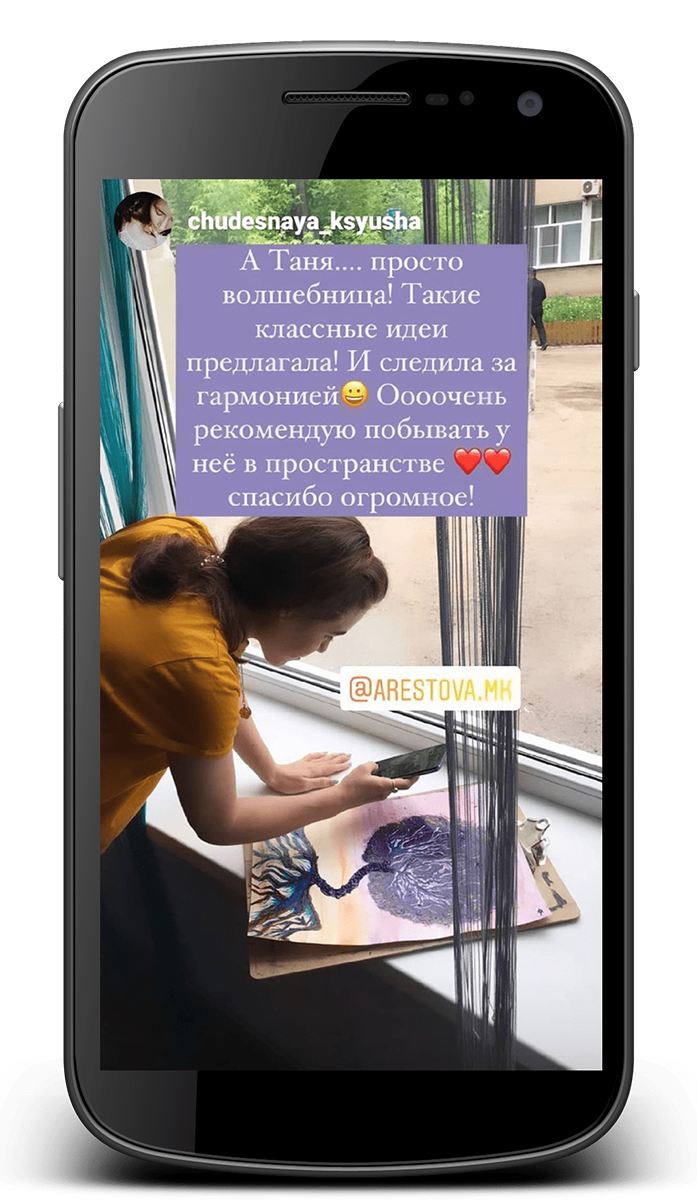 chudesnaya_ksyusha
А Таня.... просто
волшебница! Такие
классные идеи
предлагала! И следила за
гармонией😀 Оооочень
рекомендую побывать у
неё в пространстве ❤️❤️
спасибо огромное!
@ARESTOVA.MK